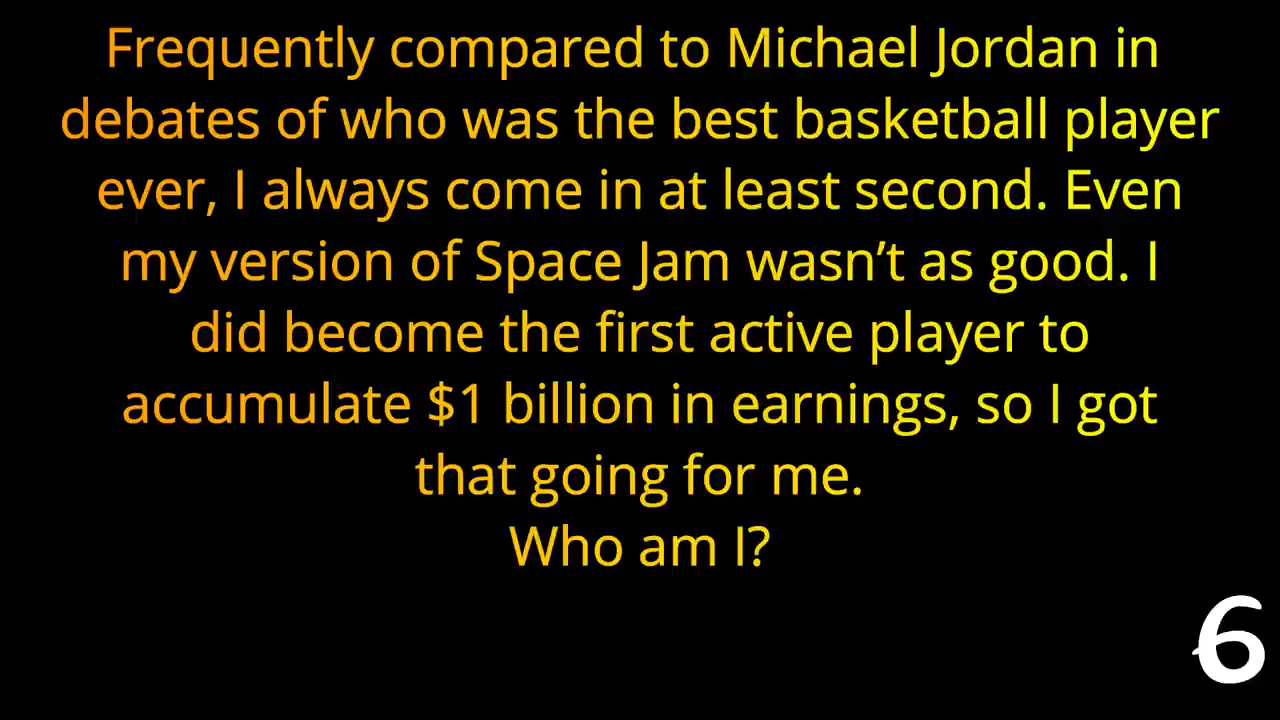 Frequently compared to Michael Jordan in
debates of who was the best basketball player
ever, I always come in at least second. Even
my version of Space Jam wasn’t as good. I
did become the first active player to
accumulate $1 billion in earnings, so I got
that going for me.
Who am I?
6